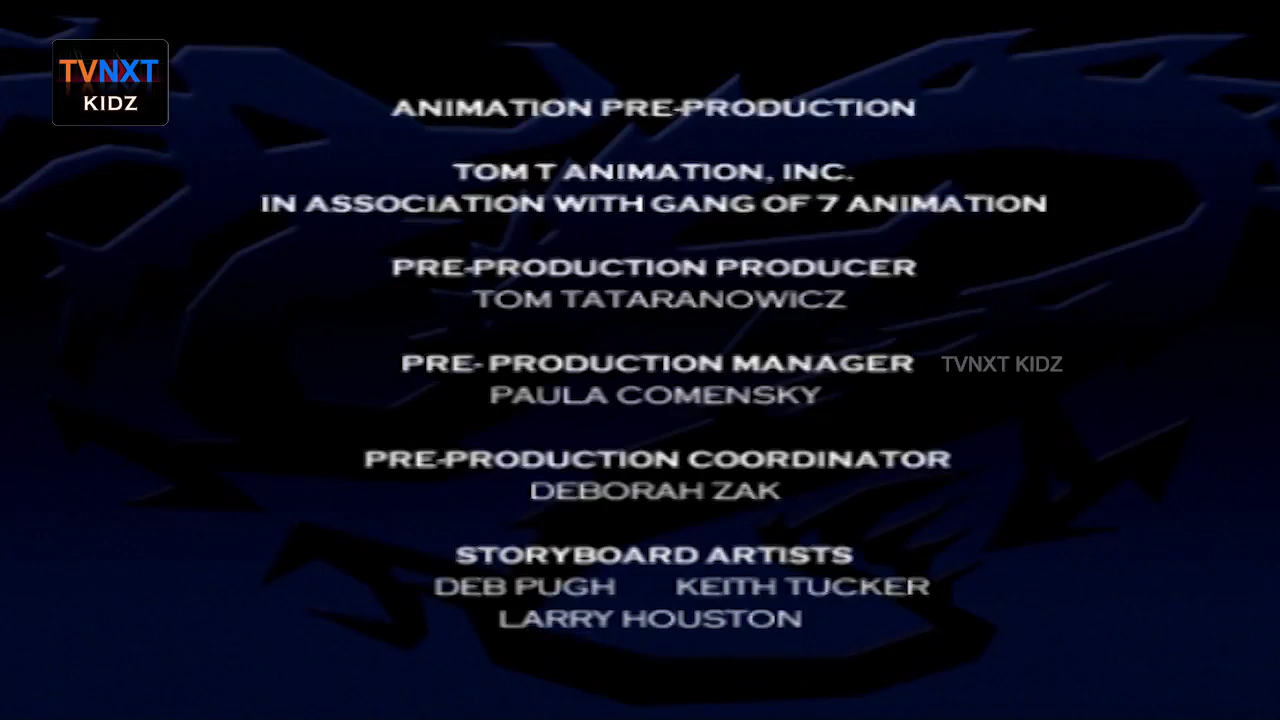 TVNXT
KIDZ
ANIMATION PRE-PRODUCTION
TOM T ANIMATION, INC.
IN ASSOCIATION WITH GANG OF 7 ANIMATION
PRE-PRODUCTION PRODUCER
TOM TATARANOWICZ
PRE-PRODUCTION MANAGER
TVNXT KIDZ
PAULA COMENSKY
PRE-PRODUCTION COORDINATOR
DEBORAH ZAK
STORYBOARD ARTISTS
DEB PUGH KEITH TUCKER
LARRY HOUSTON